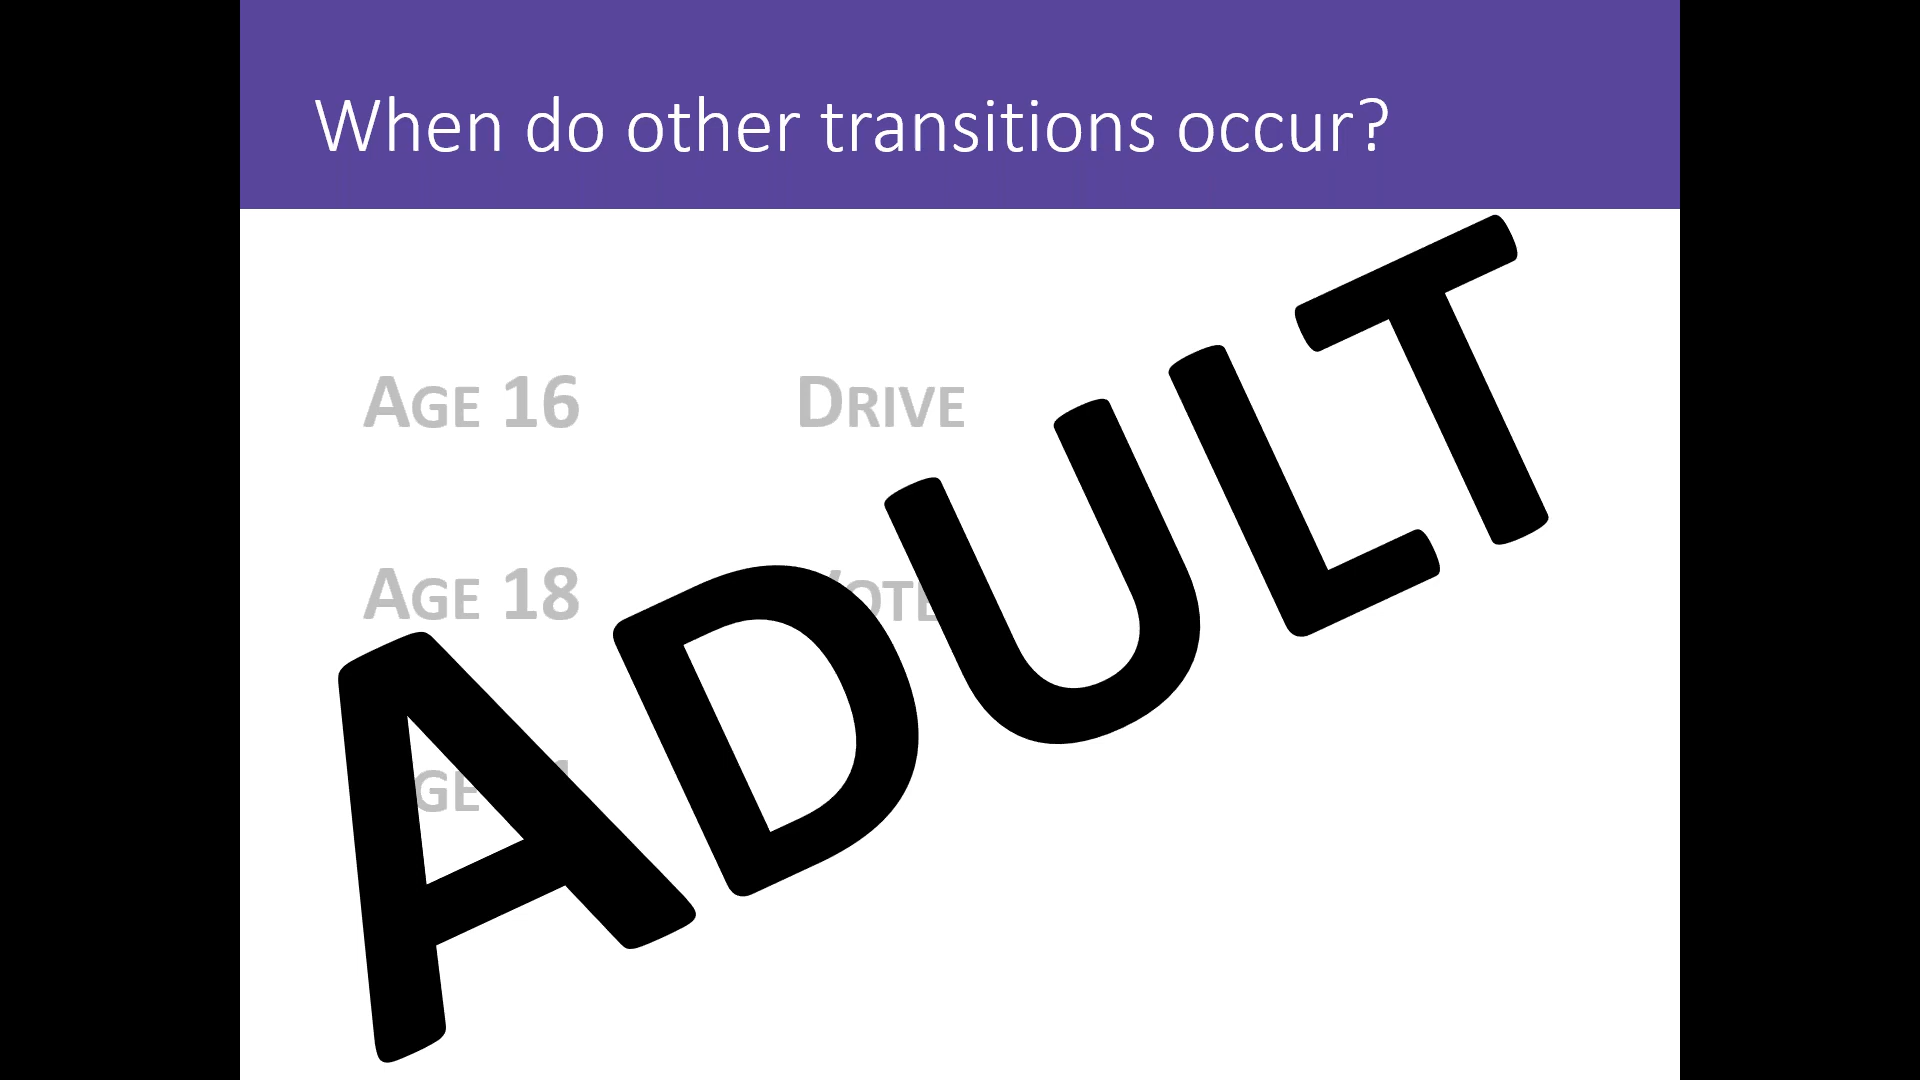 When do other transitions occur?
AGE 16 DRIVE
AGE 18
ADULT